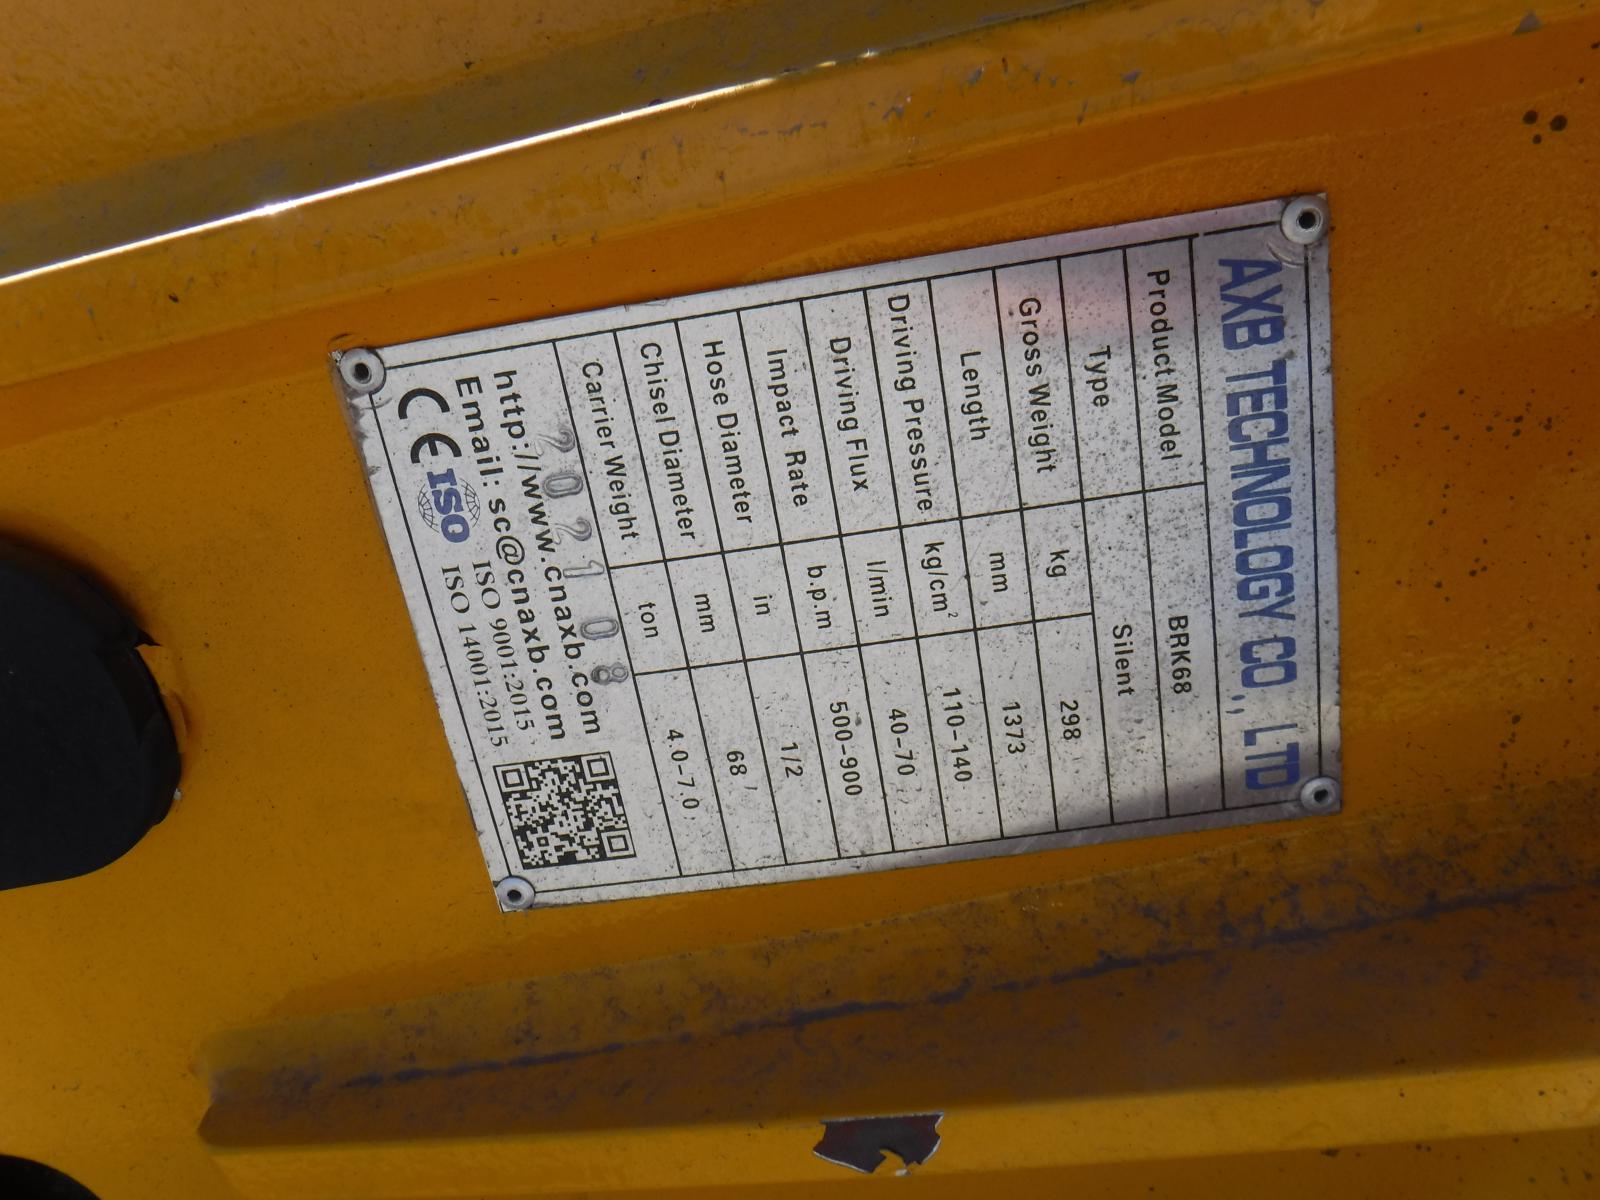 AXB TECHNOLOGY CO., LTD
Product Model BRK68
Type Silent
Gross Weight kg 298
Length mm 1373
Driving Pressure kg/cm² 110-140
Driving Flux l/min 40-70
Impact Rate b.p.m 500-900
Hose Diameter in 1/2
Chisel Diameter mm 68
Carrier Weight ton 4.0-7.0
202108
http://www.cnaxb.com
Email: sc@cnaxb.com
CE ISO ISO 9001:2015
ISO 14001:2015